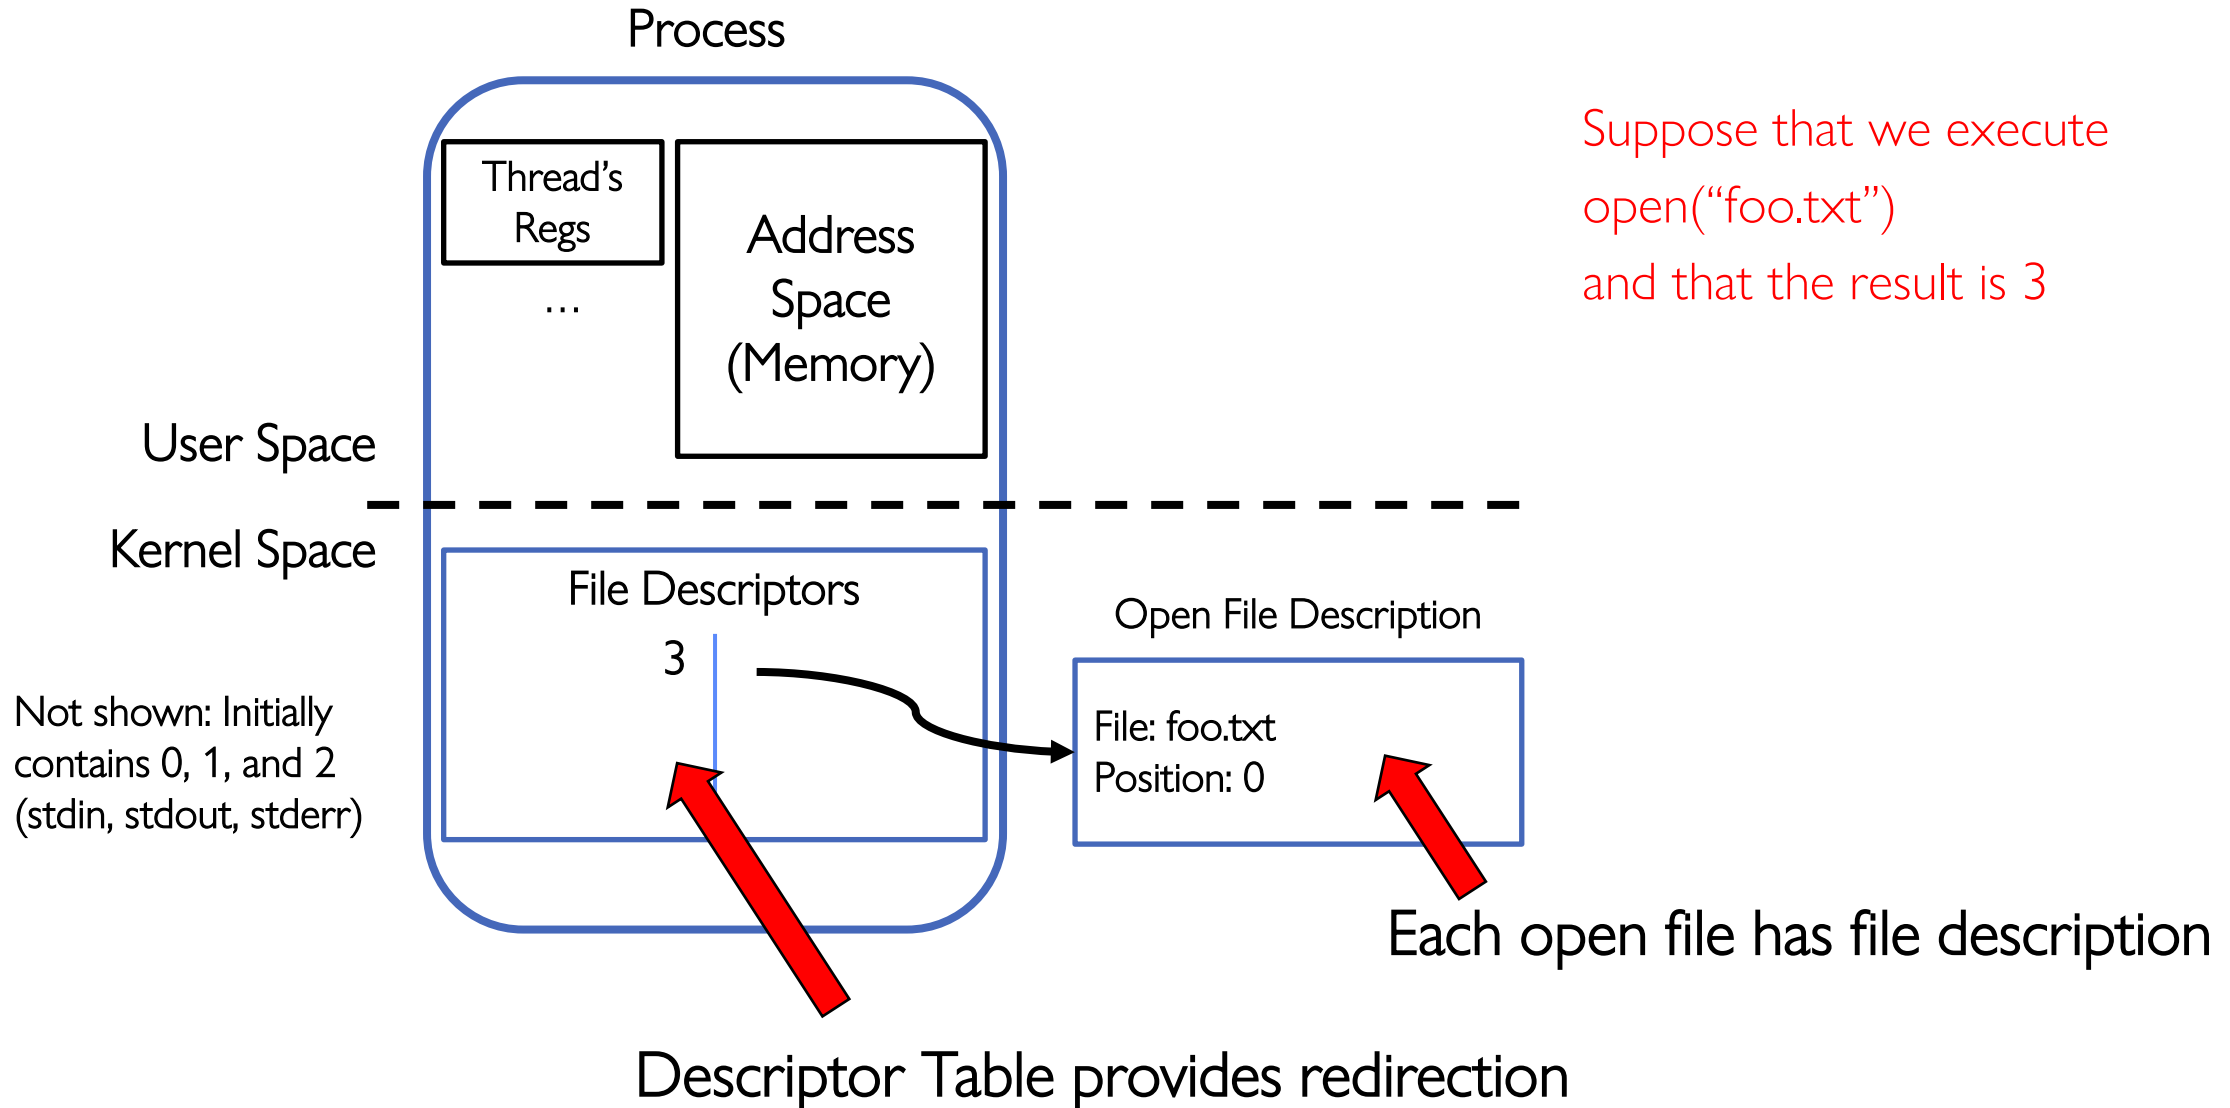 Process
Suppose that we execute
open(“foo.txt”)
and that the result is 3
Thread’s
Regs
…
Address
Space
(Memory)
User Space
Kernel Space
File Descriptors
3
Open File Description
File: foo.txt
Position: 0
Not shown: Initially
contains 0, 1, and 2
(stdin, stdout, stderr)
Each open file has file description
Descriptor Table provides redirection